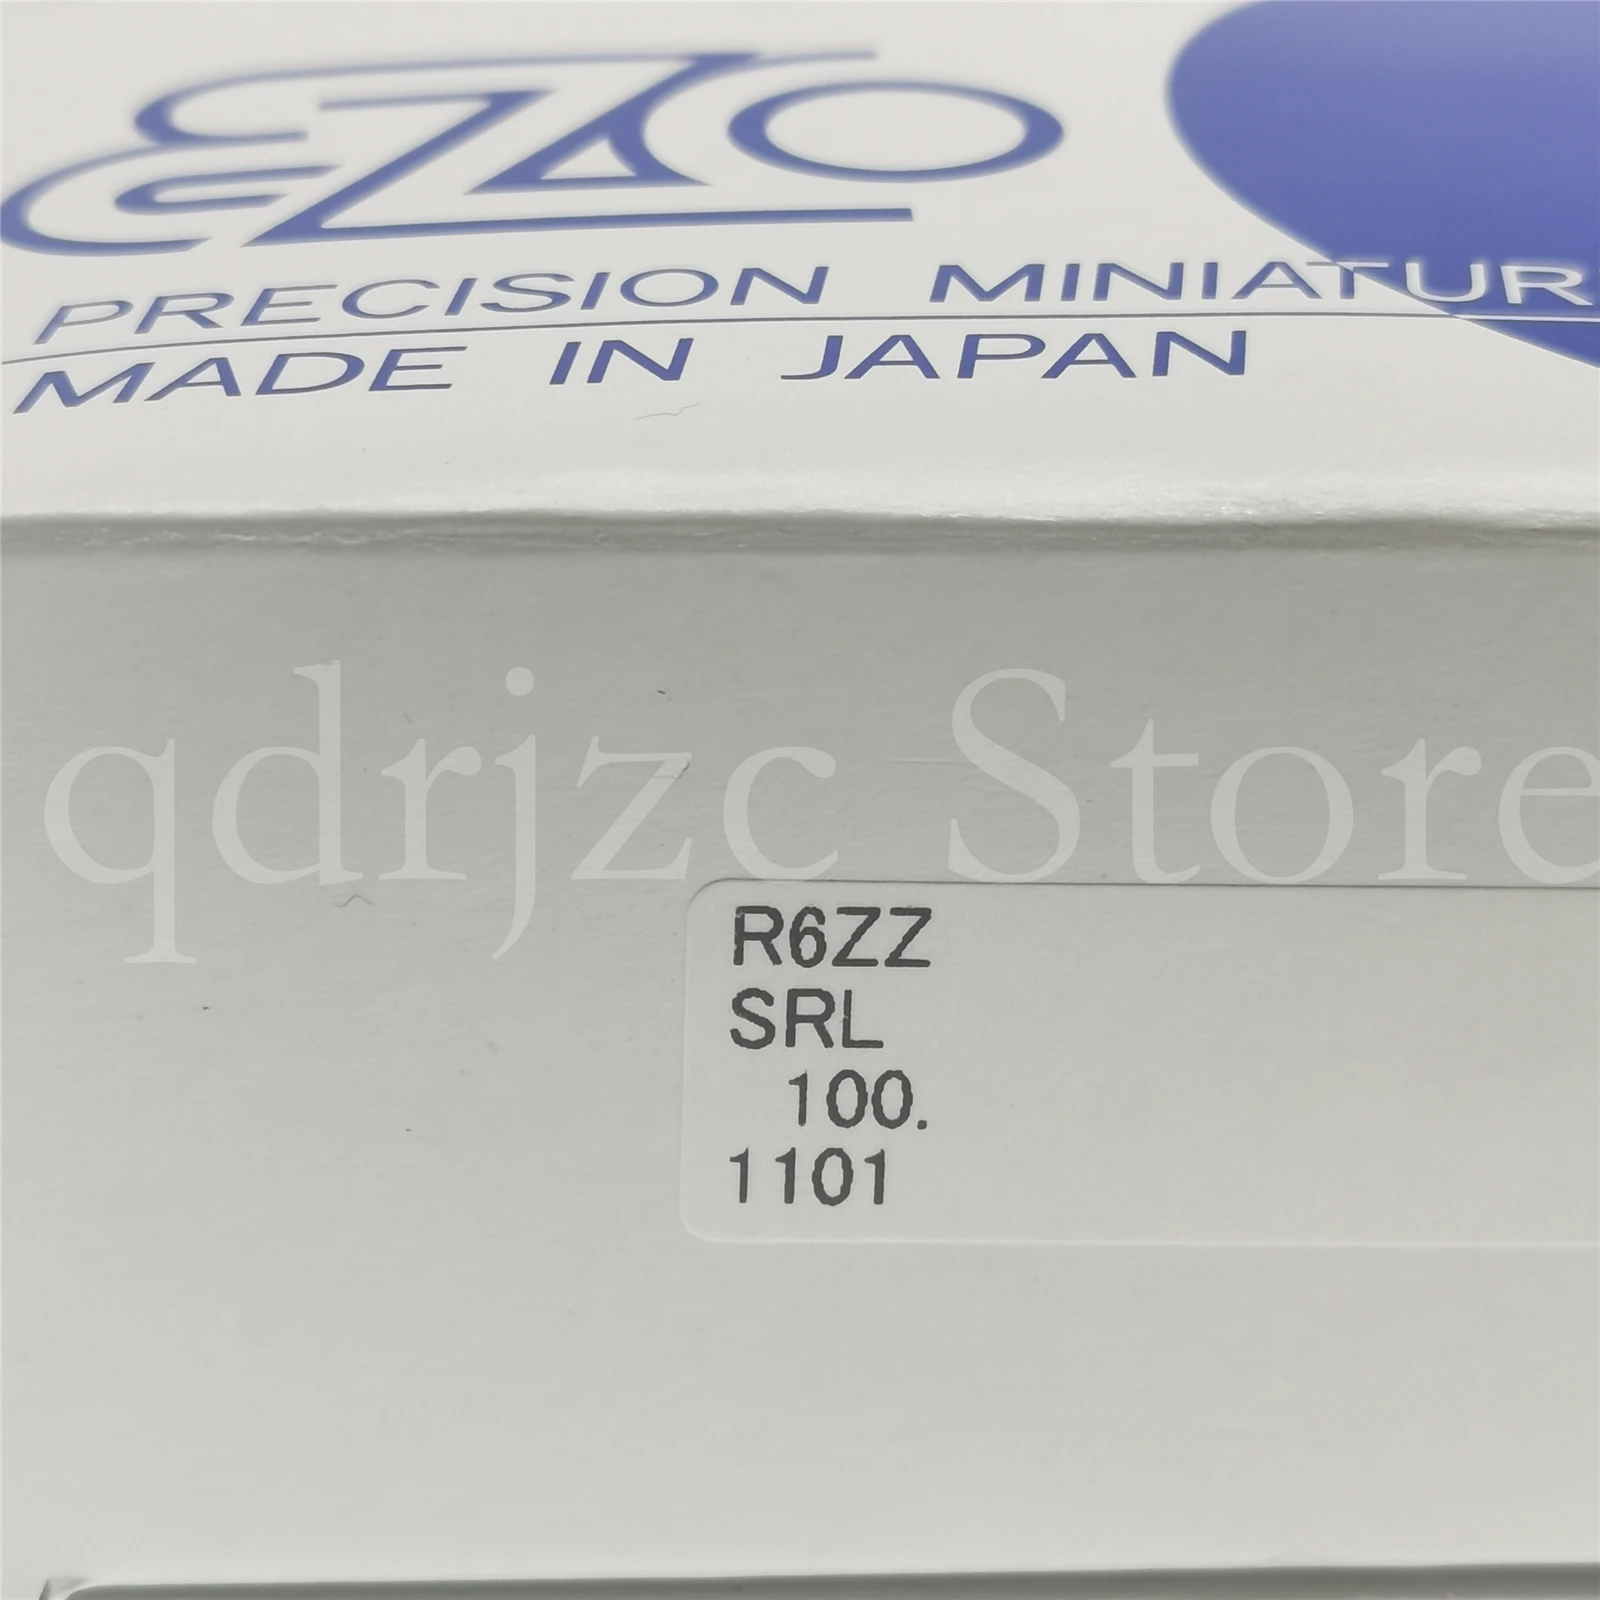 EZO
PRECISION MINIATUR
MADE IN JAPAN
qdrjzc Store
R6ZZ
SRL
100.
1101